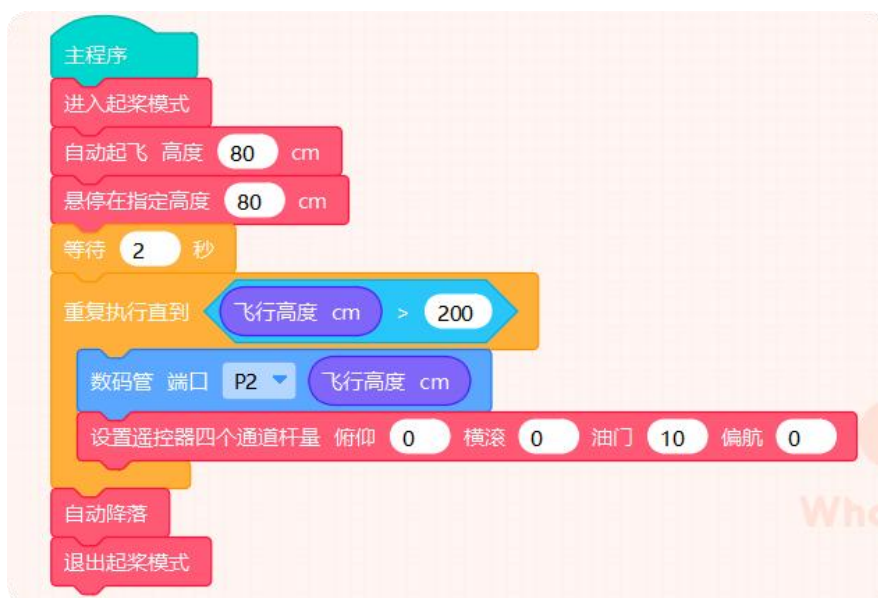 主程序
进入起桨模式
自动起飞 高度 80 cm
悬停在指定高度 80 cm
等待 2 秒
重复执行直到 飞行高度 cm > 200
数码管 端口 P2 飞行高度 cm
设置遥控器四个通道杆量 俯仰 0 横滚 0 油门 10 偏航 0
自动降落
退出起桨模式